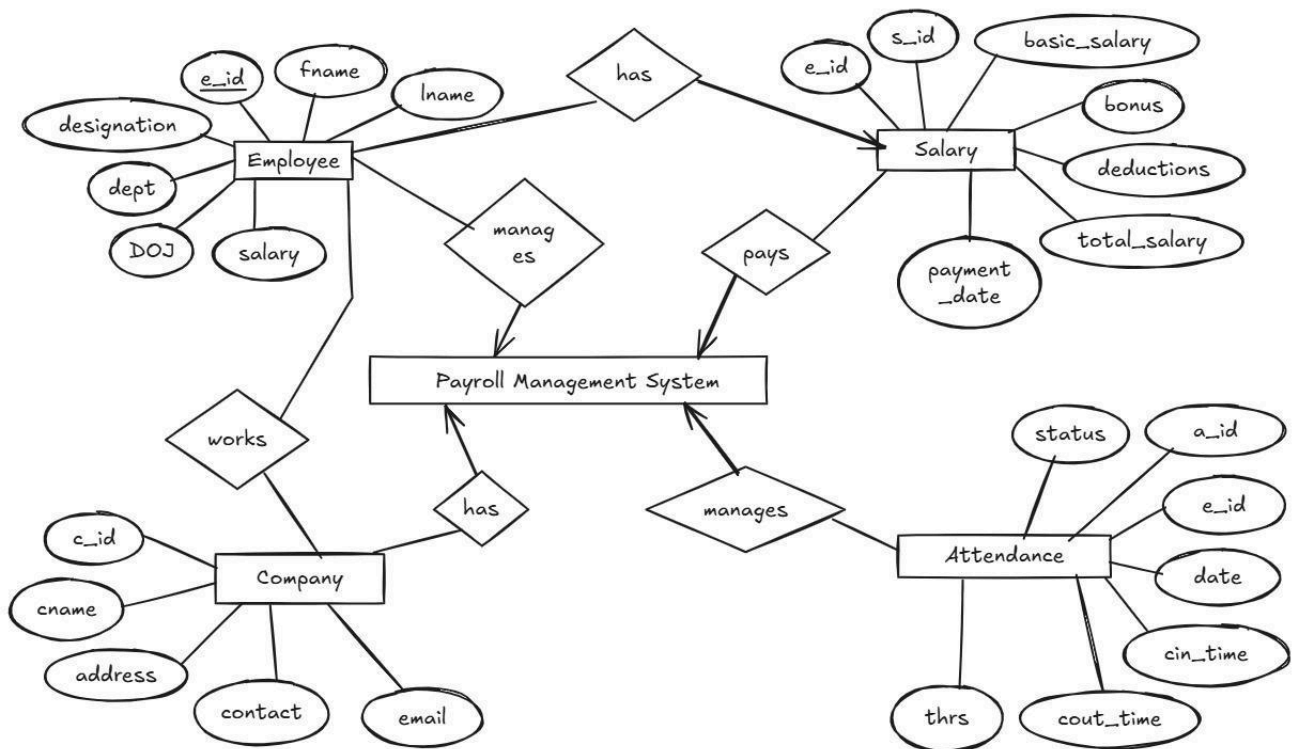 has
s_id
basic_salary
e_id
fname
e_id
lname
bonus
designation
Employee
Salary
deductions
dept
DOJ
salary
manag
es
pays
total_salary
payment
_date
Payroll Management System
works
status
a_id
has
manages
e_id
c_id
Company
Attendance
date
cname
address
cin_time
contact
email
thrs
cout_time